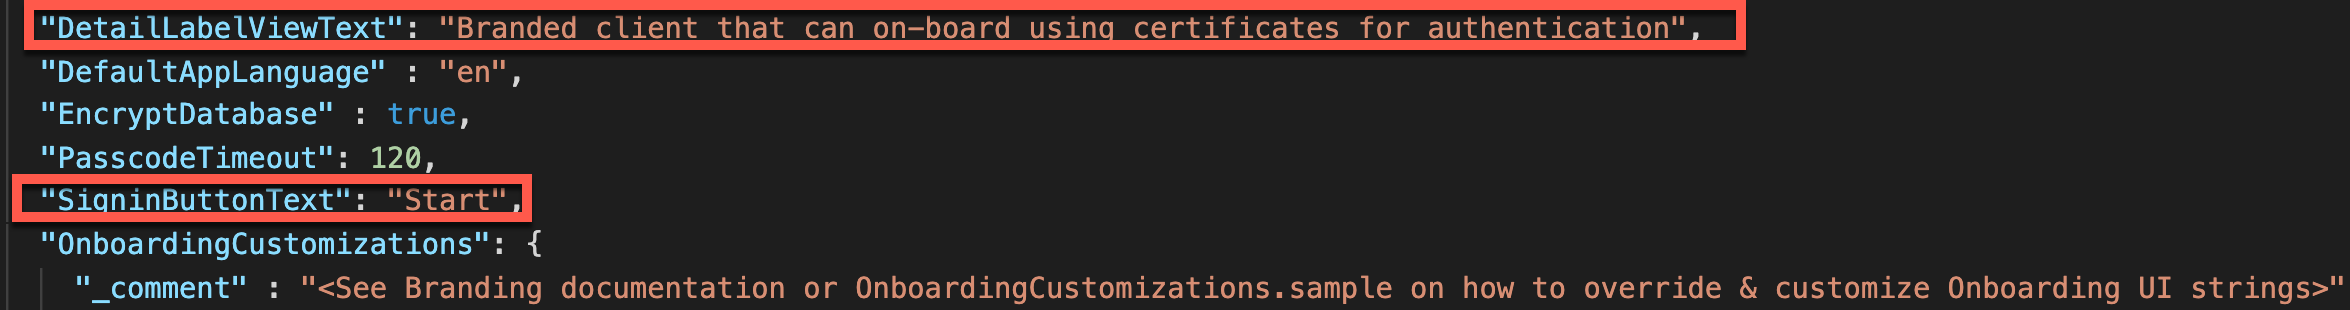 "DetailLabelViewText": "Branded client that can on-board using certificates for authentication",
"DefaultAppLanguage" : "en",
"EncryptDatabase" : true,
"PasscodeTimeout": 120,
"SigninButtonText": "Start",
"OnboardingCustomizations": {
"_comment" : "<See Branding documentation or OnboardingCustomizations.sample on how to override & customize Onboarding UI strings>"